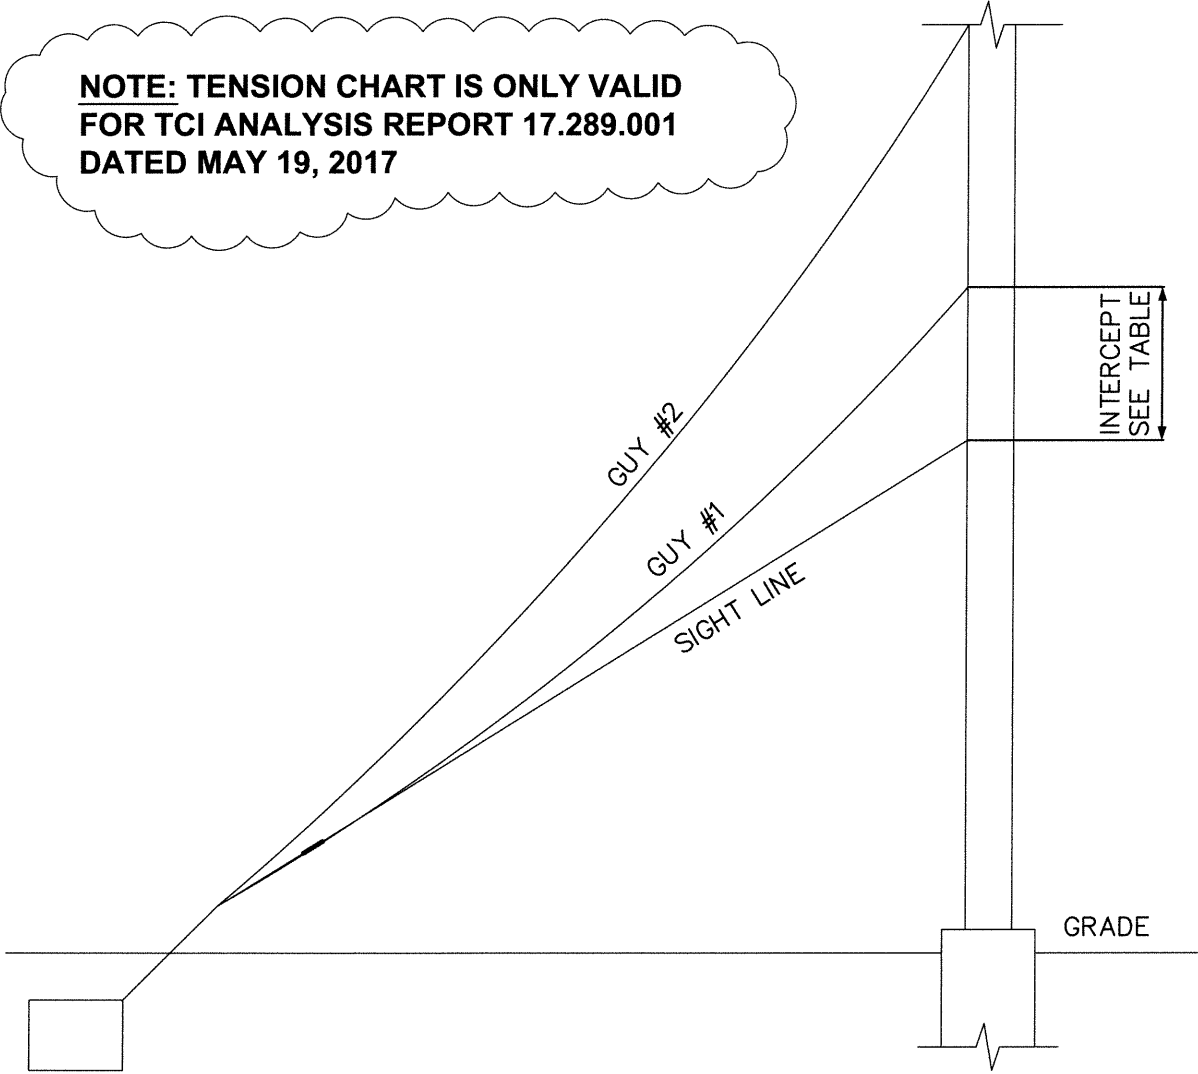 NOTE: TENSION CHART IS ONLY VALID
FOR TCI ANALYSIS REPORT 17.289.001
DATED MAY 19, 2017
INTERCEPT
SEE TABLE
GUY #2
GUY #1
SIGHT LINE
GRADE